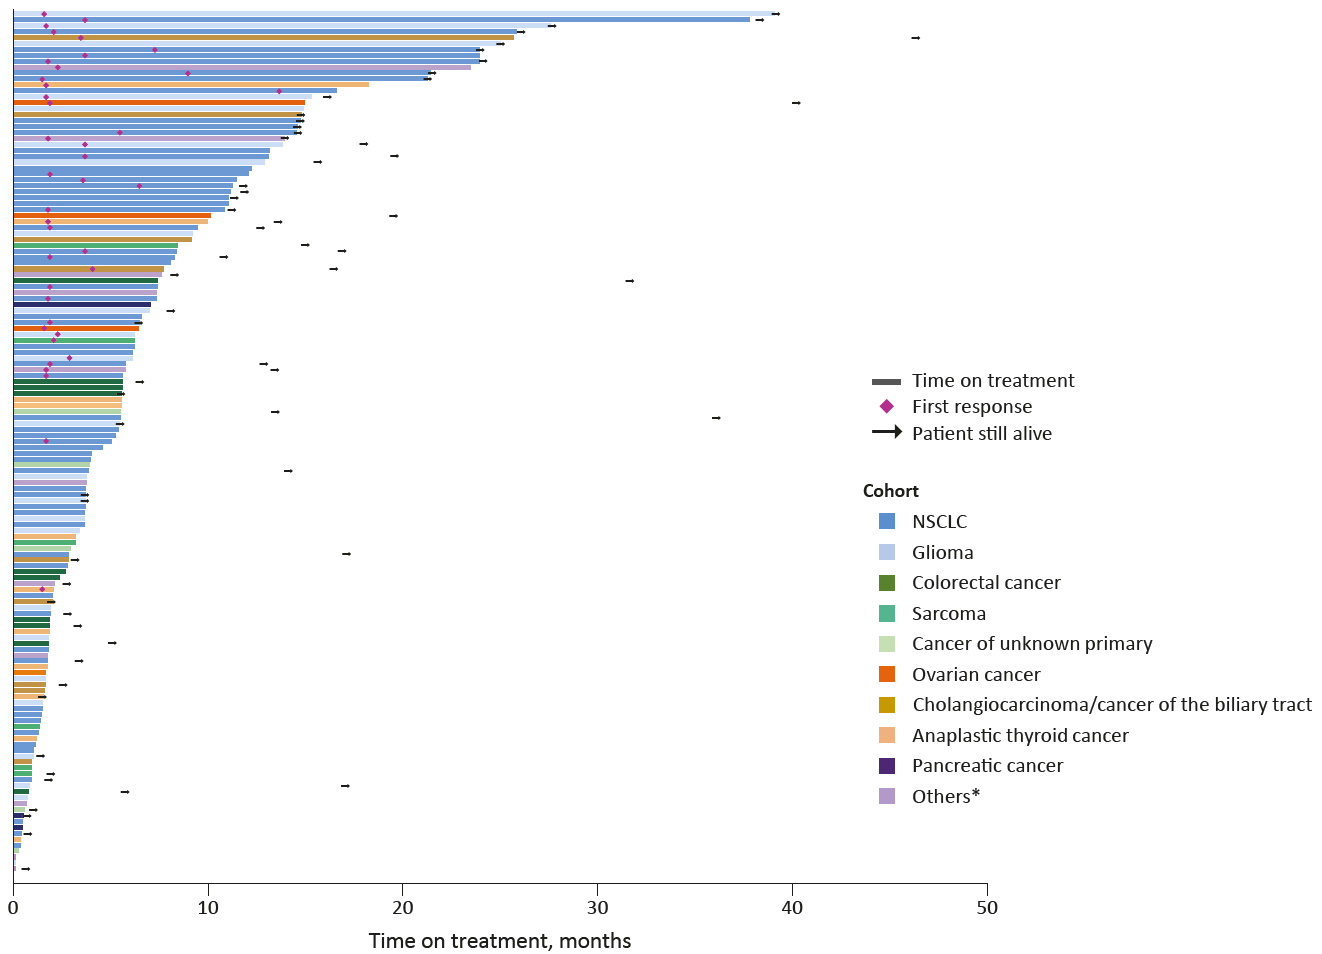 Time on treatment
First response
Patient still alive
Cohort
NSCLC
Glioma
Colorectal cancer
Sarcoma
Cancer of unknown primary
Ovarian cancer
Cholangiocarcinoma/cancer of the biliary tract
Anaplastic thyroid cancer
Pancreatic cancer
Others*
0 10 20 30 40 50
Time on treatment, months